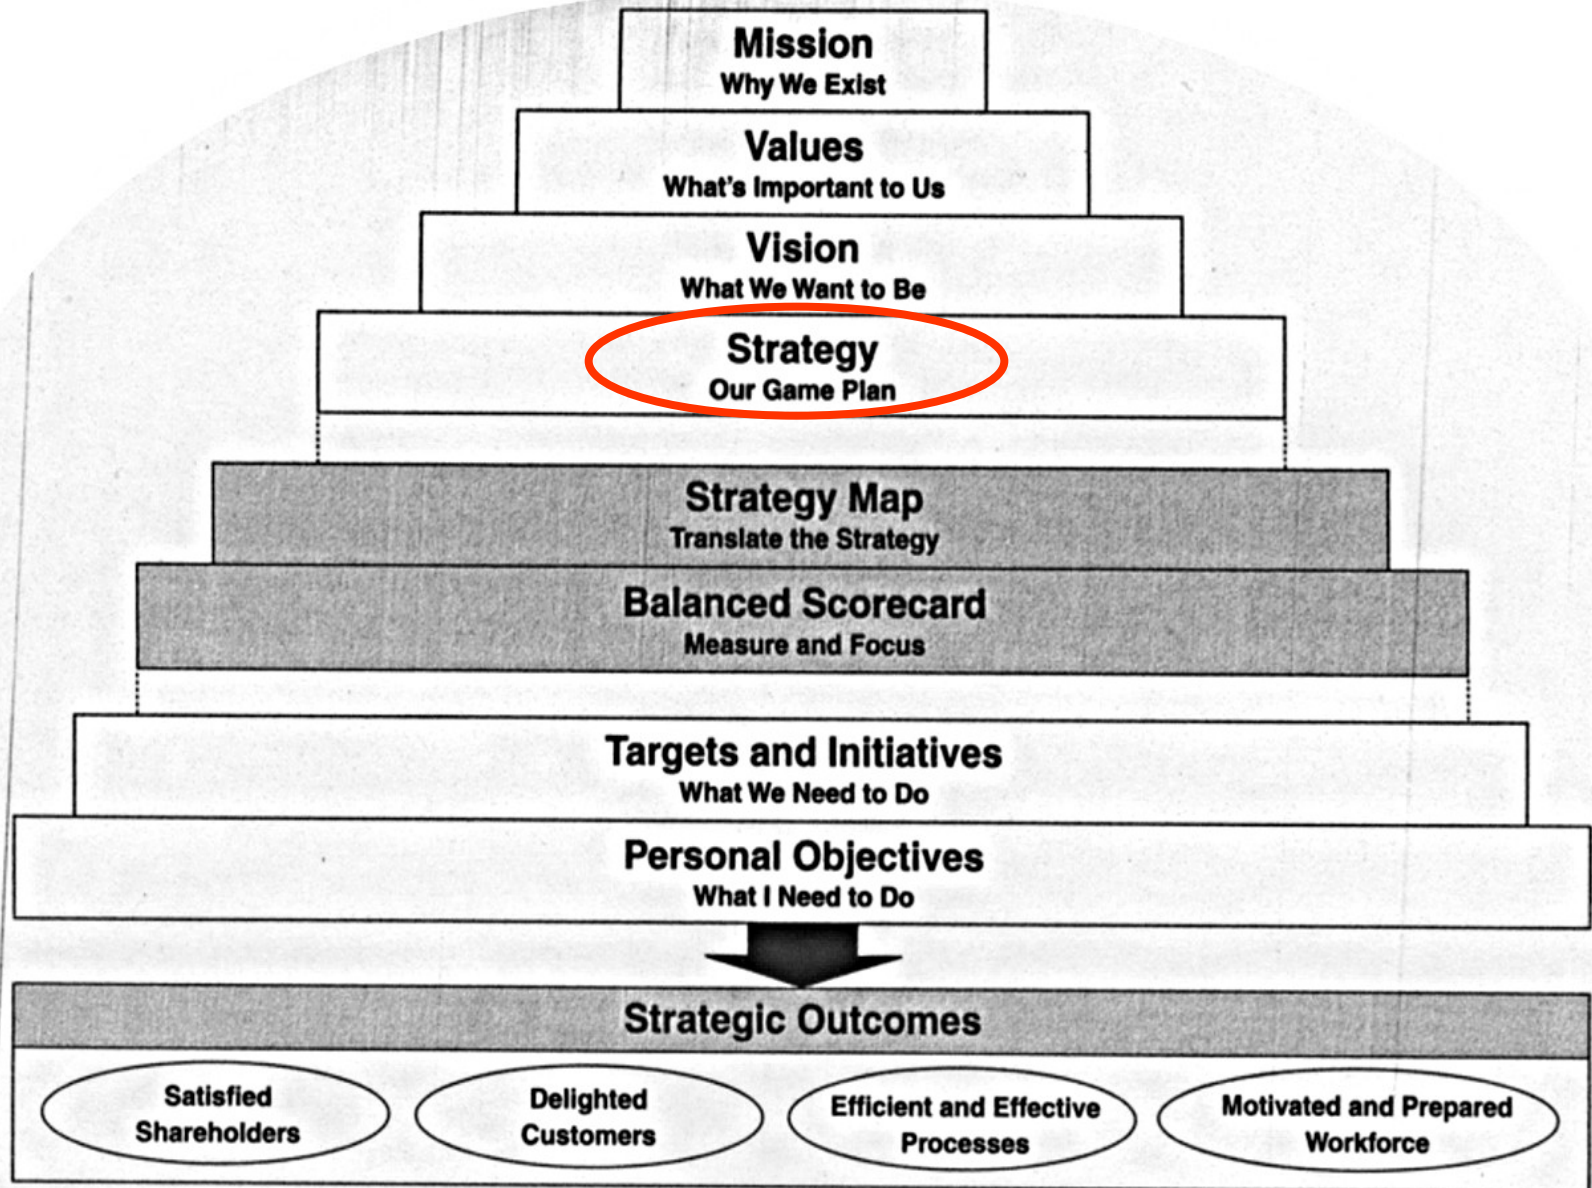 Mission
Why We Exist
Values
What's Important to Us
Vision
What We Want to Be
Strategy
Our Game Plan
Strategy Map
Translate the Strategy
Balanced Scorecard
Measure and Focus
Targets and Initiatives
What We Need to Do
Personal Objectives
What I Need to Do
Strategic Outcomes
Satisfied
Shareholders
Delighted
Customers
Efficient and Effective
Processes
Motivated and Prepared
Workforce